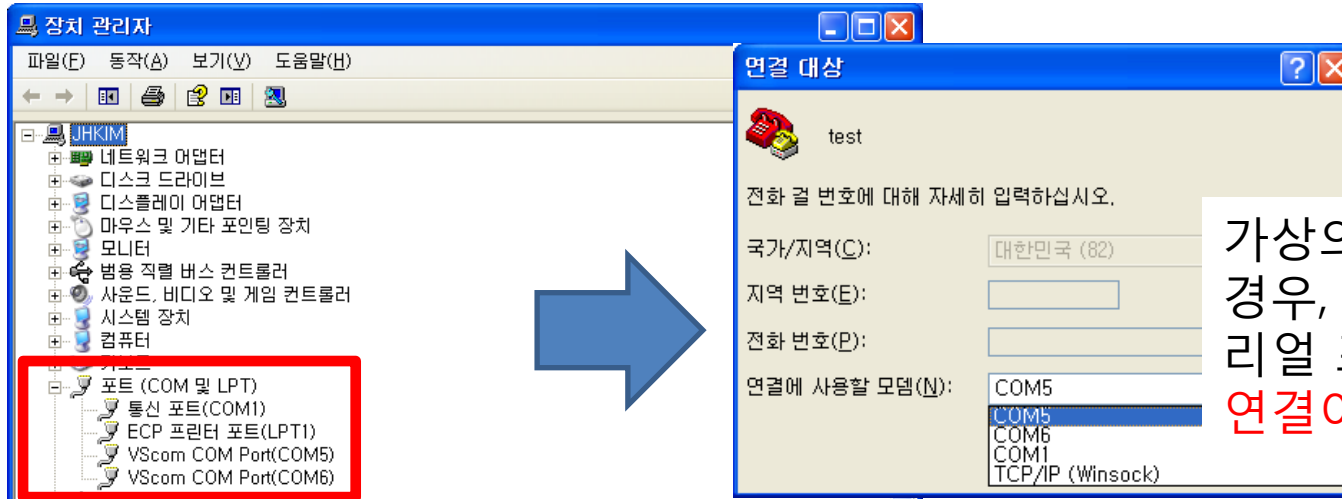 장치 관리자
파일(F) 동작(A) 보기(V) 도움말(H)
JHKIM
네트워크 어댑터
디스크 드라이브
디스플레이 어댑터
마우스 및 기타 포인팅 장치
모니터
범용 직렬 버스 컨트롤러
사운드, 비디오 및 게임 컨트롤러
시스템 장치
컴퓨터
포트 (COM 및 LPT)
통신 포트(COM1)
ECP 프린터 포트(LPT1)
VScom COM Port(COM5)
VScom COM Port(COM6)
연결 대상
test
전화 걸 번호에 대해 자세히 입력하십시오.
국가/지역(C): 대한민국 (82)
지역 번호(E):
전화 번호(P):
연결에 사용할 모뎀(N): COM5
COM5
COM6
COM1
TCP/IP (Winsock)
가상으
경우,
리얼
연결이